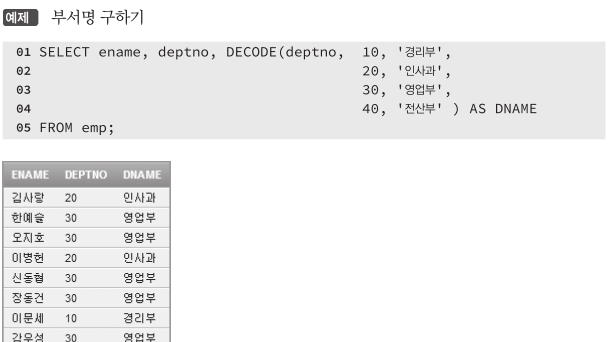 예제 부서명 구하기
01 SELECT ename, deptno, DECODE(deptno, 10, '경리부',
02 20, '인사과',
03 30, '영업부',
04 40, '전산부' ) AS DNAME
05 FROM emp;
ENAME DEPTNO DNAME
김사랑 20 인사과
한예슬 30 영업부
오지호 30 영업부
이병헌 20 인사과
신동협 30 영업부
장동건 30 영업부
이문세 10 경리부
감우성 30 영업부